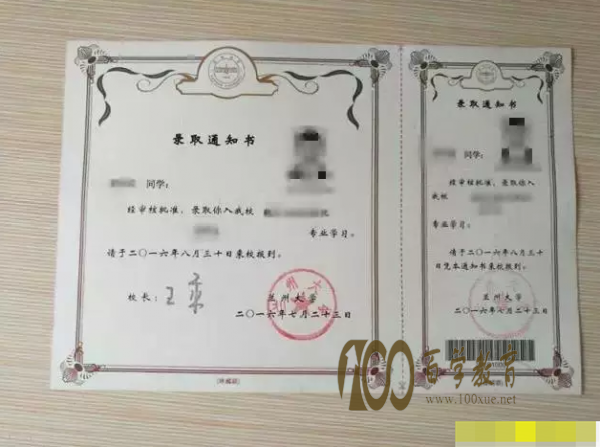 录取通知书
同学:
经审核批准,录取你入我校
专业学习。
请于二〇一六年八月三十日来校报到。
校长:
兰州大学
二〇一六年七月二十三日
录取通知书
同学:
经审核批准,录取你入
我校
专业学习。
请于二〇一六年八月三十
日凭本通知书来校报到。
兰州大学
二〇一六年七月二十三日
100百学教育
www.100xue.net